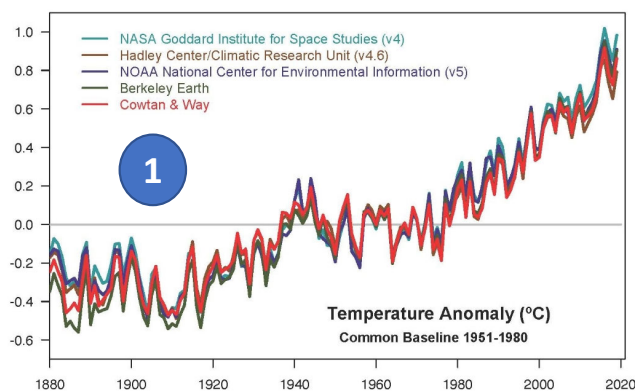 1.0
0.8
0.6
0.4
0.2
0.0
-0.2
-0.4
-0.6
NASA Goddard Institute for Space Studies (v4)
Hadley Center/Climatic Research Unit (v4.6)
NOAA National Center for Environmental Information (v5)
Berkeley Earth
Cowtan & Way
1
Temperature Anomaly (ºC)
Common Baseline 1951-1980
1880 1900 1920 1940 1960 1980 2000 2020